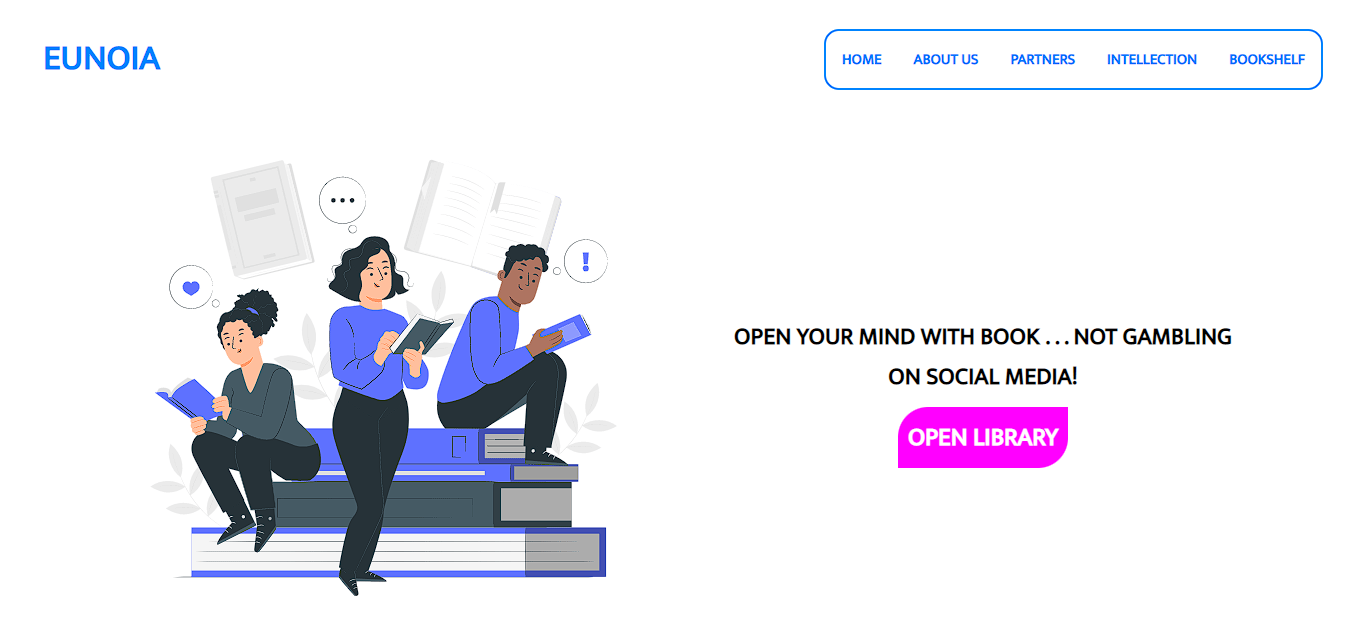 EUNOIA
HOME ABOUT US PARTNERS INTELLECTION BOOKSHELF
OPEN YOUR MIND WITH BOOK . . . NOT GAMBLING
ON SOCIAL MEDIA!
OPEN LIBRARY